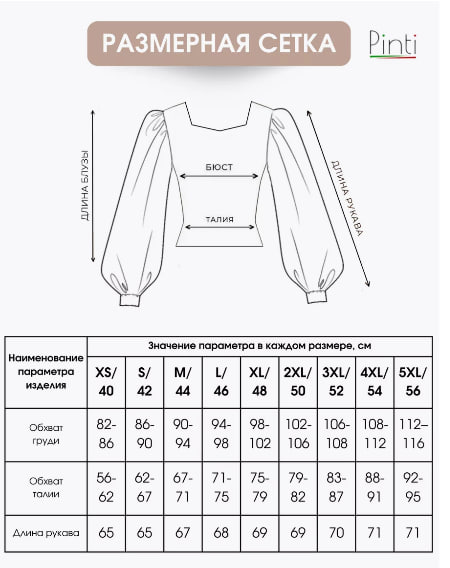 РАЗМЕРНАЯ СЕТКА
Pinti
ДЛИНА БЛУЗЫ
БЮСТ
ТАЛИЯ
ДЛИНА РУКАВА
Наименование параметра изделия
Значение параметра в каждом размере, см
XS/40 S/42 M/44 L/46 XL/48 2XL/50 3XL/52 4XL/54 5XL/56
Обхват груди 82-86 86-90 90-94 94-98 98-102 102-106 106-108 108-112 112–116
Обхват талии 56-62 62-67 67-71 71-75 75-79 79-82 83-87 88-91 92-95
Длина рукава 65 65 67 68 69 69 70 71 71